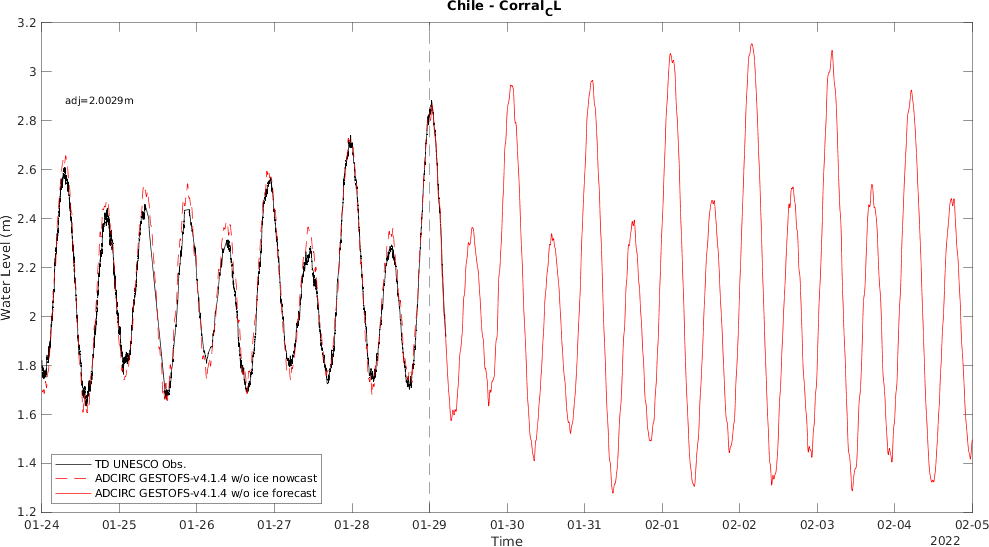 Chile - Corral_CL
3.2
3
2.8
2.6
2.4
2.2
2
1.8
1.6
1.4
1.2
Water Level (m)
adj=2.0029m
TD UNESCO Obs.
ADCIRC GESTOFS-v4.1.4 w/o ice nowcast
ADCIRC GESTOFS-v4.1.4 w/o ice forecast
01-24 01-25 01-26 01-27 01-28 01-29 01-30 01-31 02-01 02-02 02-03 02-04 02-05
Time
2022